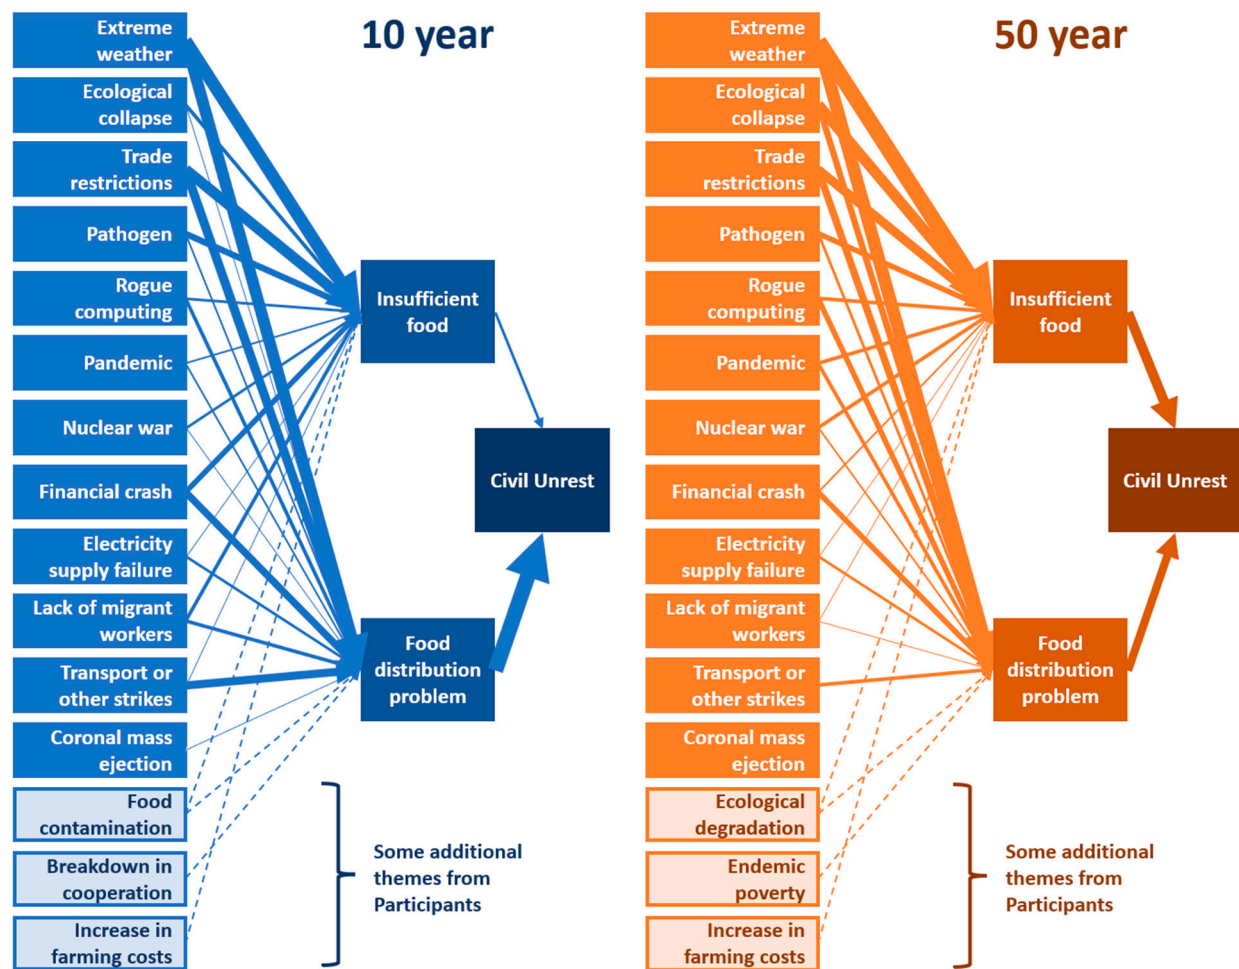 10 year
Extreme
weather
Ecological
collapse
Trade
restrictions
Pathogen
Rogue
computing
Pandemic
Nuclear war
Financial crash
Electricity
supply failure
Lack of migrant
workers
Transport or
other strikes
Coronal mass
ejection
Food
contamination
Breakdown in
cooperation
Increase in
farming costs
Insufficient
food
Civil Unrest
Food
distribution
problem
Some additional
themes from
Participants
50 year
Extreme
weather
Ecological
collapse
Trade
restrictions
Pathogen
Rogue
computing
Pandemic
Nuclear war
Financial crash
Electricity
supply failure
Lack of migrant
workers
Transport or
other strikes
Coronal mass
ejection
Ecological
degradation
Endemic
poverty
Increase in
farming costs
Insufficient
food
Civil Unrest
Food
distribution
problem
Some additional
themes from
Participants